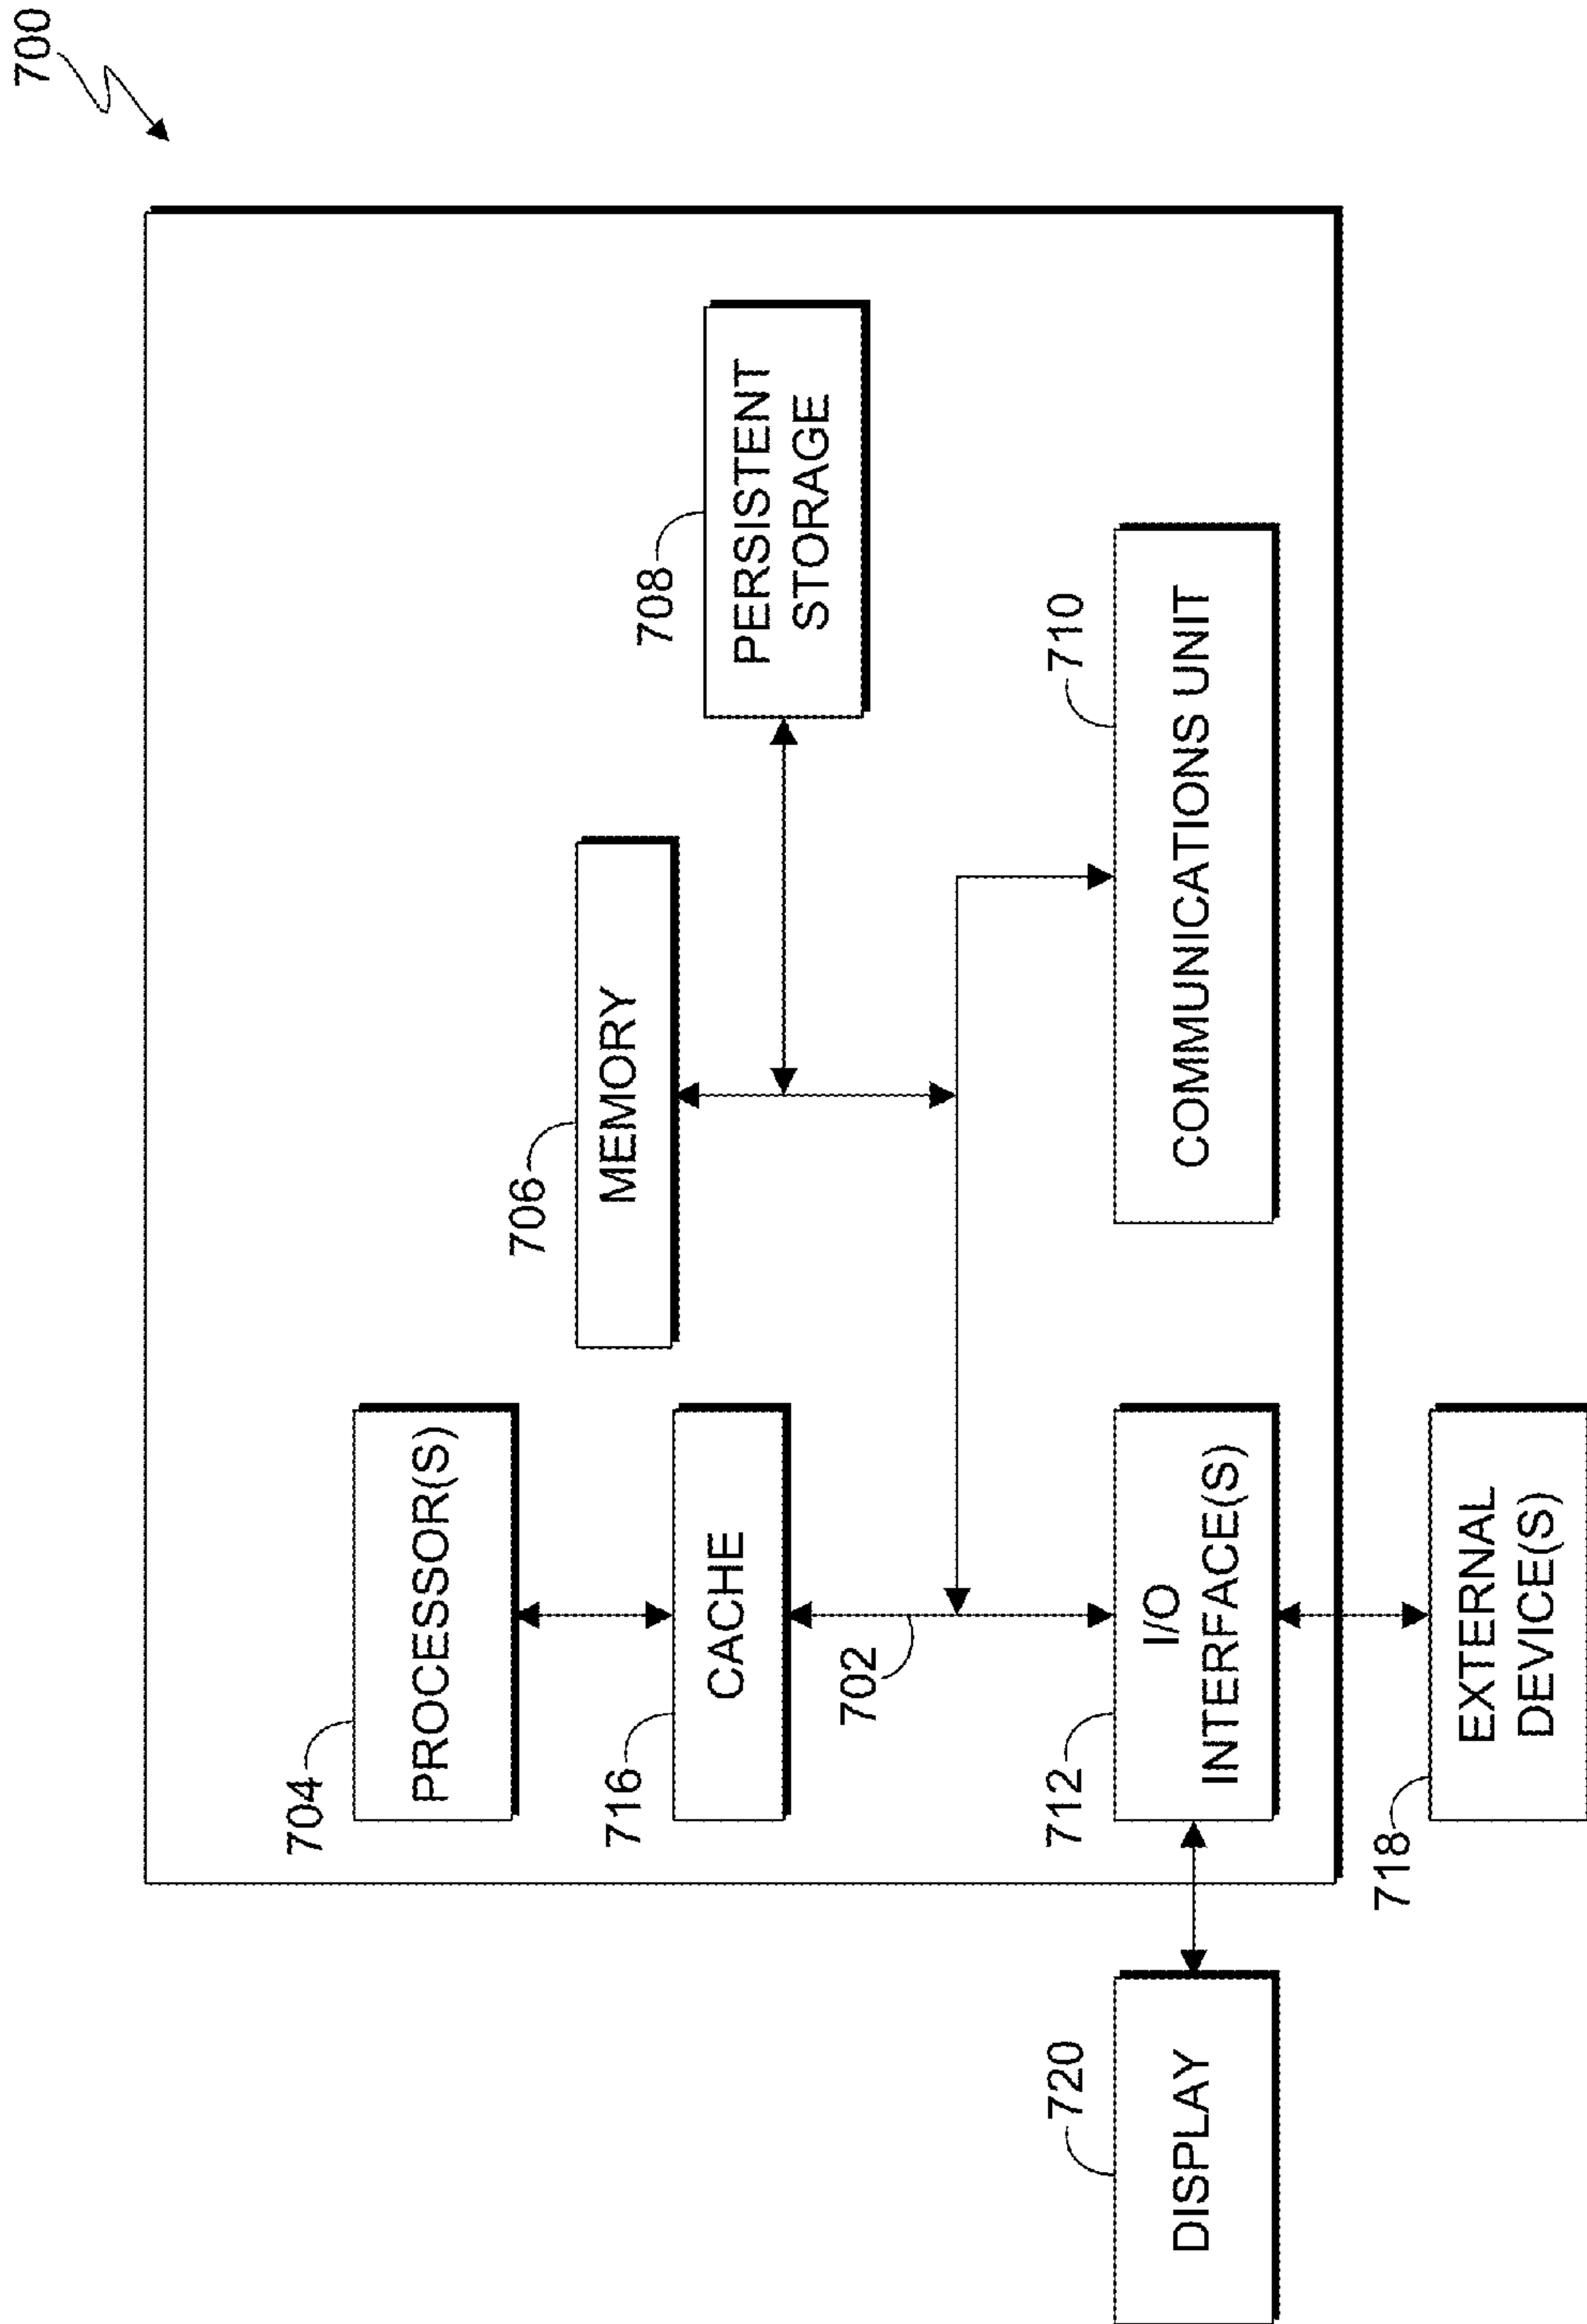 700
704
PROCESSOR(S)
706
MEMORY
716
CACHE
708
PERSISTENT
STORAGE
702
720
DISPLAY
712
I/O
INTERFACE(S)
710
COMMUNICATIONS UNIT
718
EXTERNAL
DEVICE(S)